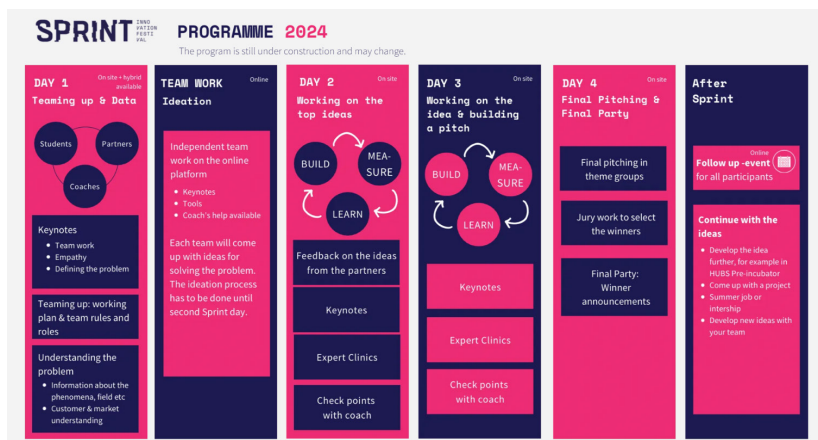 SPRINT
INNO
VATION
FESTI
VAL
PROGRAMME 2024
The program is still under construction and may change.
DAY 1
On site + hybrid
available
Teaming up & Data
Students
Partners
Coaches
Keynotes
• Team work
• Empathy
• Defining the problem
Teaming up: working
plan & team rules and
roles
Understanding the
problem
• Information about the
phenomena, field etc
• Customer & market
understanding
TEAM WORK
Online
Ideation
Independent team
work on the online
platform
• Keynotes
• Tools
• Coach's help available
Each team will come
up with ideas for
solving the problem.
The ideation process
has to be done until
second Sprint day.
DAY 2
On site
Working on the
top ideas
BUILD
MEA-
SURE
LEARN
Feedback on the ideas
from the partners
Keynotes
Expert Clinics
Check points
with coach
DAY 3
On site
Working on the
idea & building
a pitch
BUILD
MEA-
SURE
LEARN
Keynotes
Expert Clinics
Check points
with coach
DAY 4
On site
Final Pitching &
Final Party
Final pitching in
theme groups
Jury work to select
the winners
Final Party:
Winner
announcements
After
Sprint
Online
Follow up -event
for all participants
Continue with the
ideas
• Develop the idea
further, for example in
HUBS Pre-incubator
• Come up with a project
• Summer job or
intership
• Develop new ideas with
your team